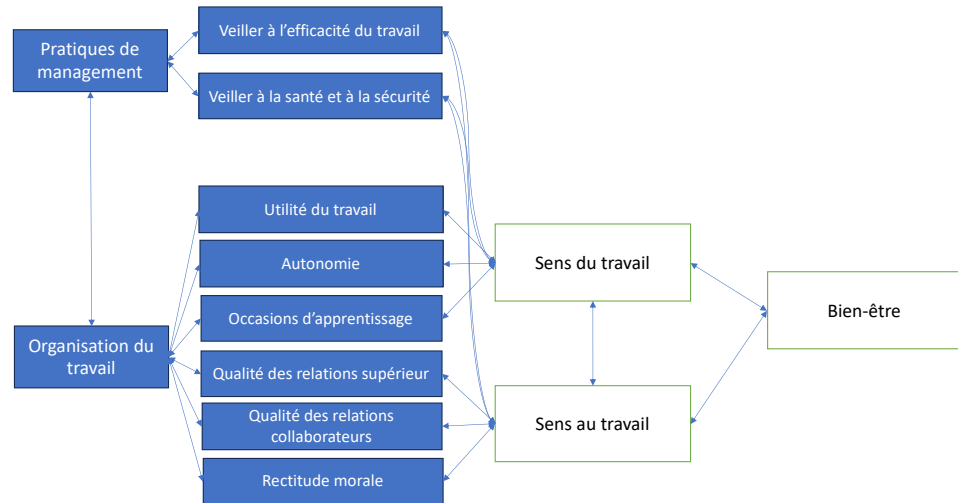 Pratiques de
management
Veiller à l’efficacité du travail
Veiller à la santé et à la sécurité
Organisation du
travail
Utilité du travail
Autonomie
Occasions d’apprentissage
Qualité des relations supérieur
Qualité des relations
collaborateurs
Rectitude morale
Sens du travail
Sens au travail
Bien-être